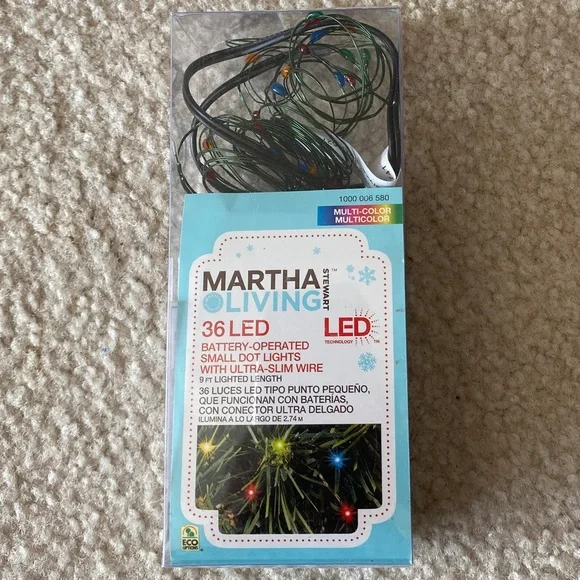 1000 006 580
MULTI-COLOR
MULTICOLOR
MARTHA
STEWART™
LIVING
36 LED
BATTERY-OPERATED
SMALL DOT LIGHTS
WITH ULTRA-SLIM WIRE
9 FT LIGHTED LENGTH
LED
TECHNOLOGY ™
36 LUCES LED TIPO PUNTO PEQUEÑO,
QUE FUNCIONAN CON BATERÍAS,
CON CONECTOR ULTRA DELGADO
ILUMINA A LO LARGO DE 2.74 M
ECO
OPTIONS